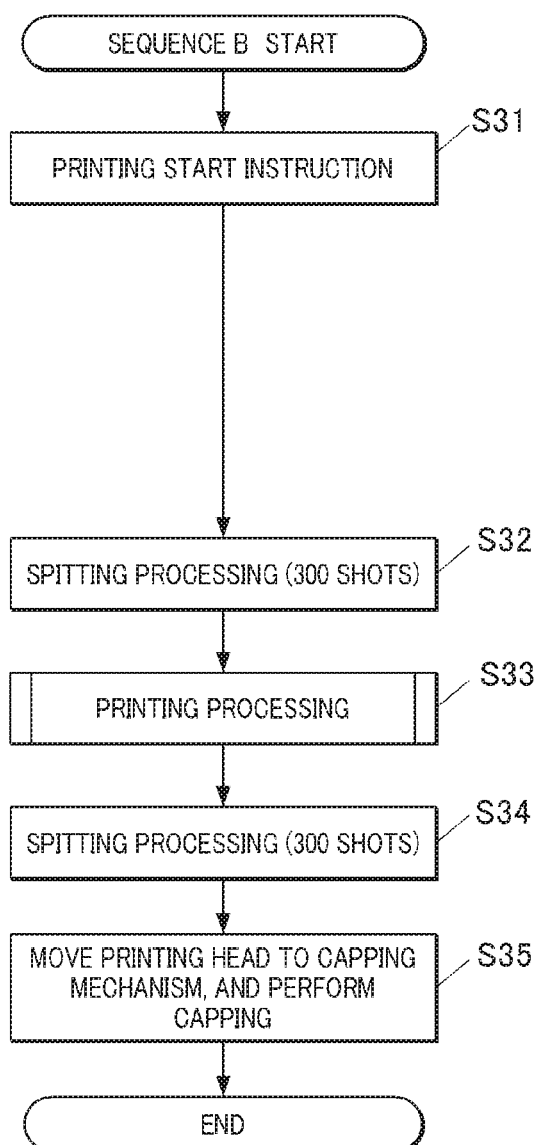 SEQUENCE B START
S31
PRINTING START INSTRUCTION
S32
SPITTING PROCESSING (300 SHOTS)
S33
PRINTING PROCESSING
S34
SPITTING PROCESSING (300 SHOTS)
S35
MOVE PRINTING HEAD TO CAPPING
MECHANISM, AND PERFORM
CAPPING
END